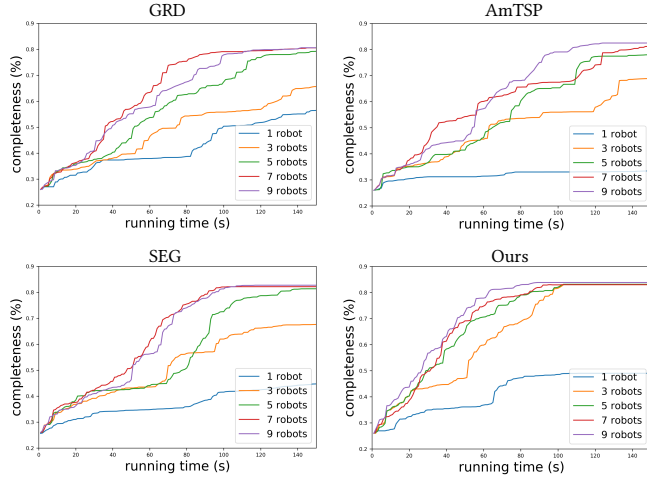 GRD
0.9
0.8
0.7
0.6
0.5
0.4
0.3
0.2
completeness (%)
0 20 40 60 80 100 120 140
running time (s)
1 robot
3 robots
5 robots
7 robots
9 robots
AmTSP
0.9
0.8
0.7
0.6
0.5
0.4
0.3
0.2
completeness (%)
0 20 40 60 80 100 120 140
running time (s)
1 robot
3 robots
5 robots
7 robots
9 robots
SEG
0.9
0.8
0.7
0.6
0.5
0.4
0.3
0.2
completeness (%)
0 20 40 60 80 100 120 140
running time (s)
1 robot
3 robots
5 robots
7 robots
9 robots
Ours
0.9
0.8
0.7
0.6
0.5
0.4
0.3
0.2
completeness (%)
0 20 40 60 80 100 120 140
running time (s)
1 robot
3 robots
5 robots
7 robots
9 robots